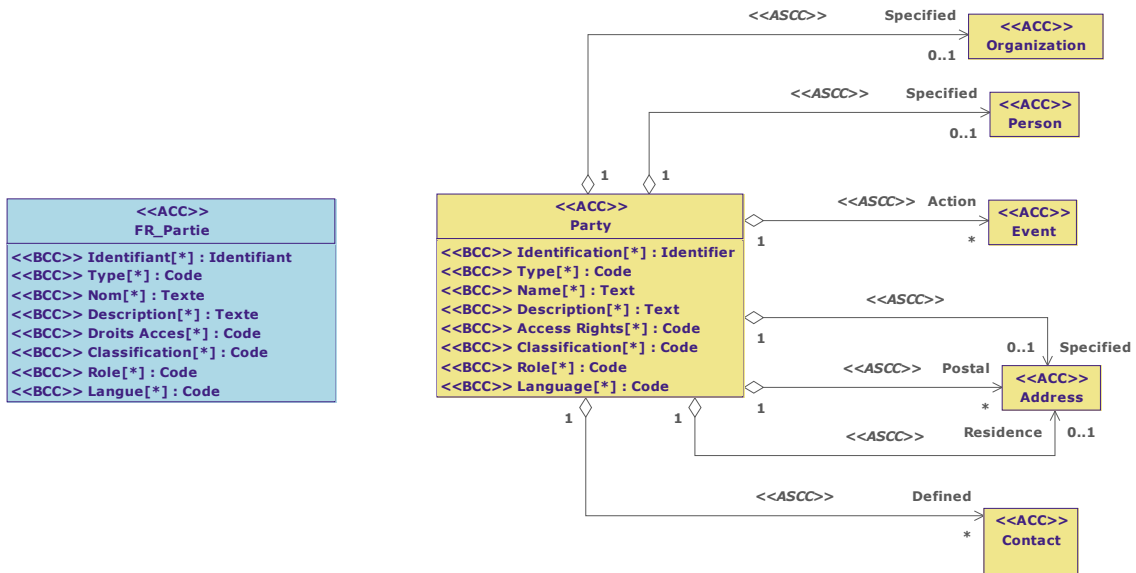 <<ASCC>> Specified
0..1
<<ACC>>
Organization
<<ASCC>> Specified
0..1
<<ACC>>
Person
1 1
<<ACC>>
FR_Partie
<<BCC>> Identifiant[*] : Identifiant
<<BCC>> Type[*] : Code
<<BCC>> Nom[*] : Texte
<<BCC>> Description[*] : Texte
<<BCC>> Droits Acces[*] : Code
<<BCC>> Classification[*] : Code
<<BCC>> Role[*] : Code
<<BCC>> Langue[*] : Code
<<ACC>>
Party
<<BCC>> Identification[*] : Identifier
<<BCC>> Type[*] : Code
<<BCC>> Name[*] : Text
<<BCC>> Description[*] : Text
<<BCC>> Access Rights[*] : Code
<<BCC>> Classification[*] : Code
<<BCC>> Role[*] : Code
<<BCC>> Language[*] : Code
<<ASCC>> Action
1 *
<<ACC>>
Event
<<ASCC>>
1
0..1 Specified
<<ASCC>> Postal
1 *
<<ACC>>
Address
1 1
<<ASCC>>
Residence 0..1
<<ASCC>> Defined
*
<<ACC>>
Contact